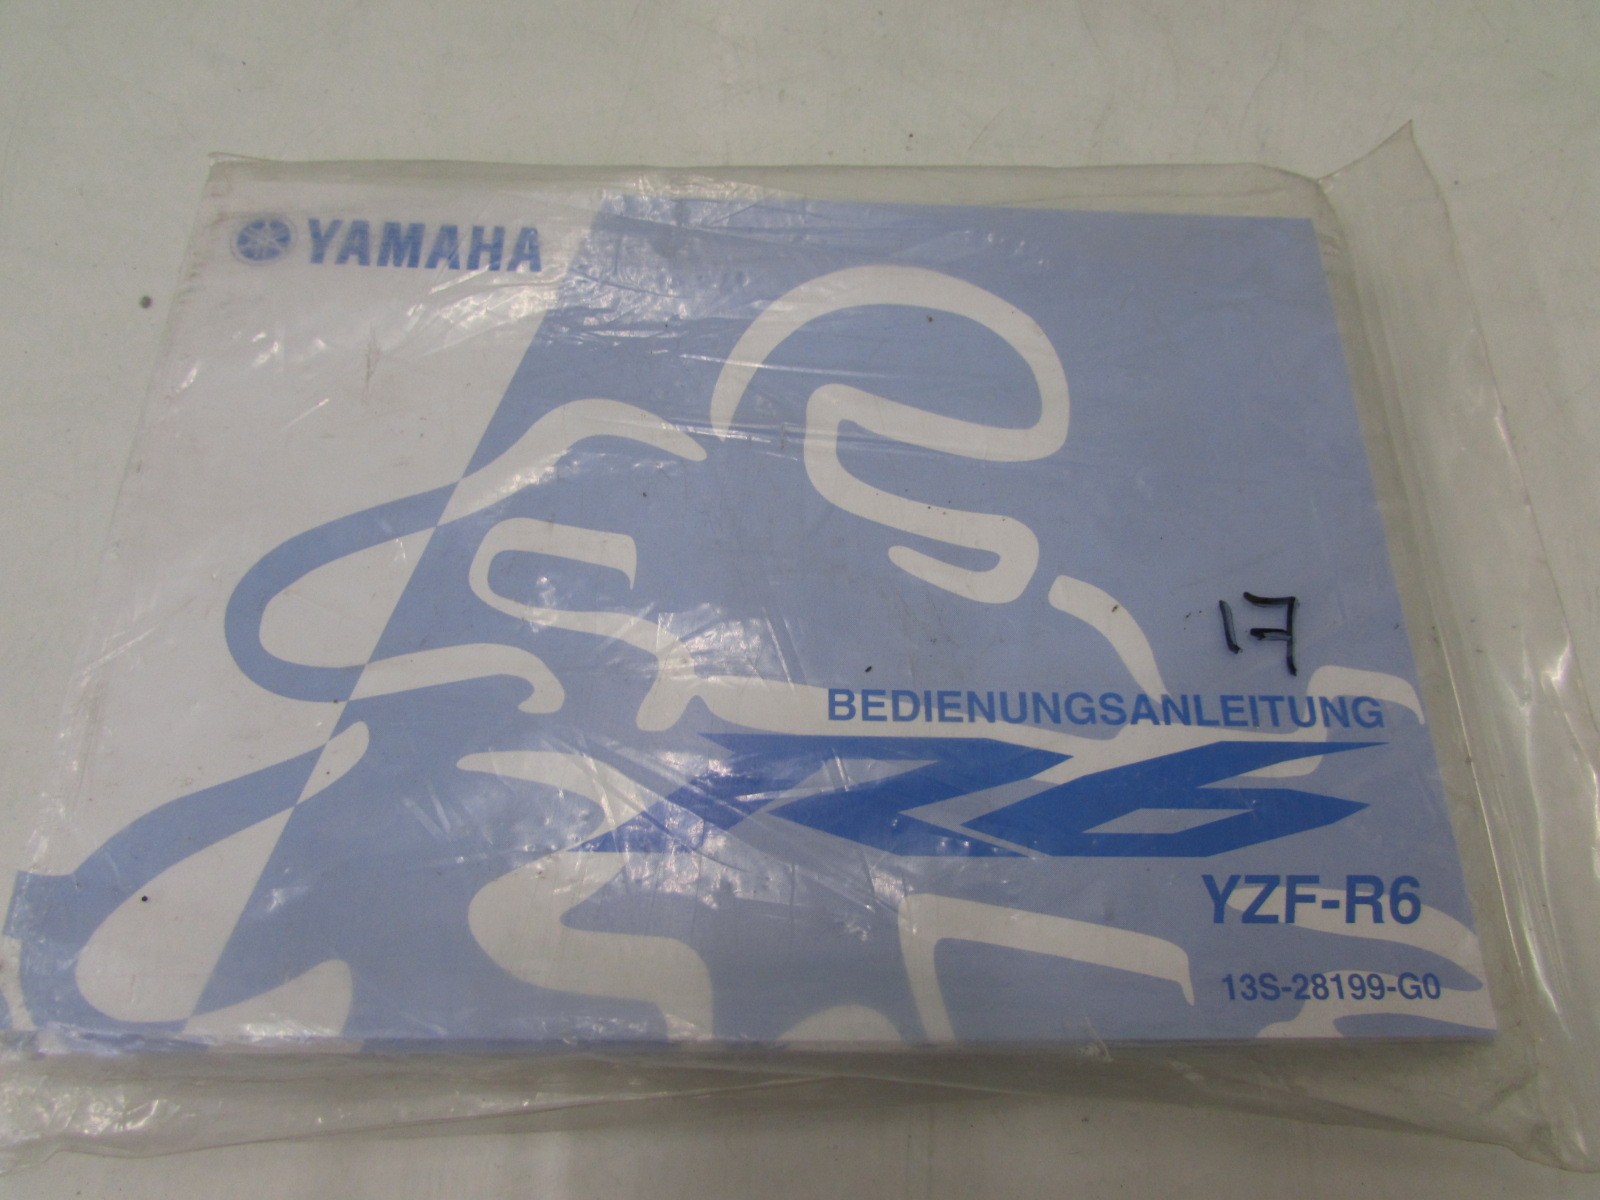 YAMAHA
17
BEDIENUNGSANLEITUNG
R6
YZF-R6
13S-28199-G0